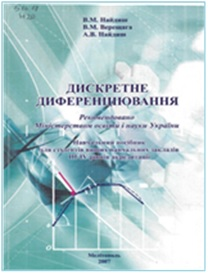 В.М. Найдиш
В.М. Верещага
А.В. Найдиш
ДИСКРЕТНЕ
ДИФЕРЕНЦІЮВАННЯ
Рекомендовано
Міністерством освіти і науки України
Навчальний посібник
для студентів вищих навчальних закладів
III-IV рівнів акредитації
Мелітополь
2007